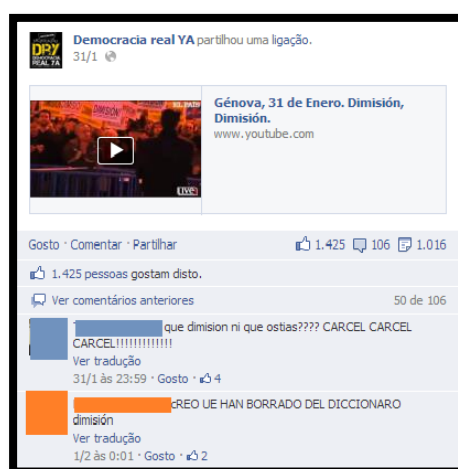 DRY
DEMOCRACIA
REAL YA
Democracia real YA partilhou uma ligação.
31/1
Génova, 31 de Enero. Dimisión,
Dimisión.
www.youtube.com
DIMISIÓN!
EL PAÍS
LIVE
Gosto · Comentar · Partilhar
1.425 106 1.016
1.425 pessoas gostam disto.
Ver comentários anteriores
50 de 106
que dimision ni que ostias???? CARCEL CARCEL
CARCEL!!!!!!!!!!!!!
Ver tradução
31/1 às 23:59 · Gosto · 4
cREO UE HAN BORRADO DEL DICCIONARO
dimisión
Ver tradução
1/2 às 0:01 · Gosto · 2